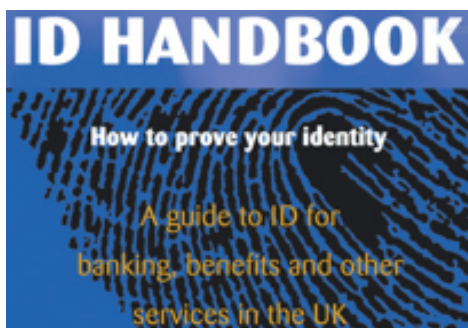 ID HANDBOOK
How to prove your identity
A guide to ID for
banking, benefits and other
services in the UK